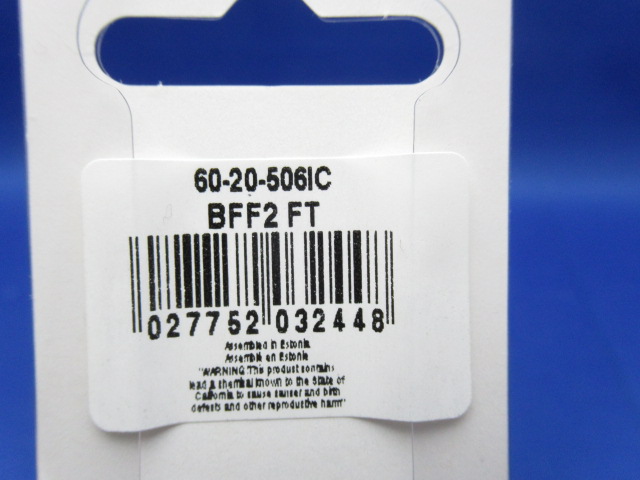 60-20-506IC
BFF2 FT
027752 032448
Assembled in Estonia
Assemblé en Estonie
"WARNING This product contains
lead a chemical known to the State of
California to cause cancer and birth
defects and other reproductive harm"